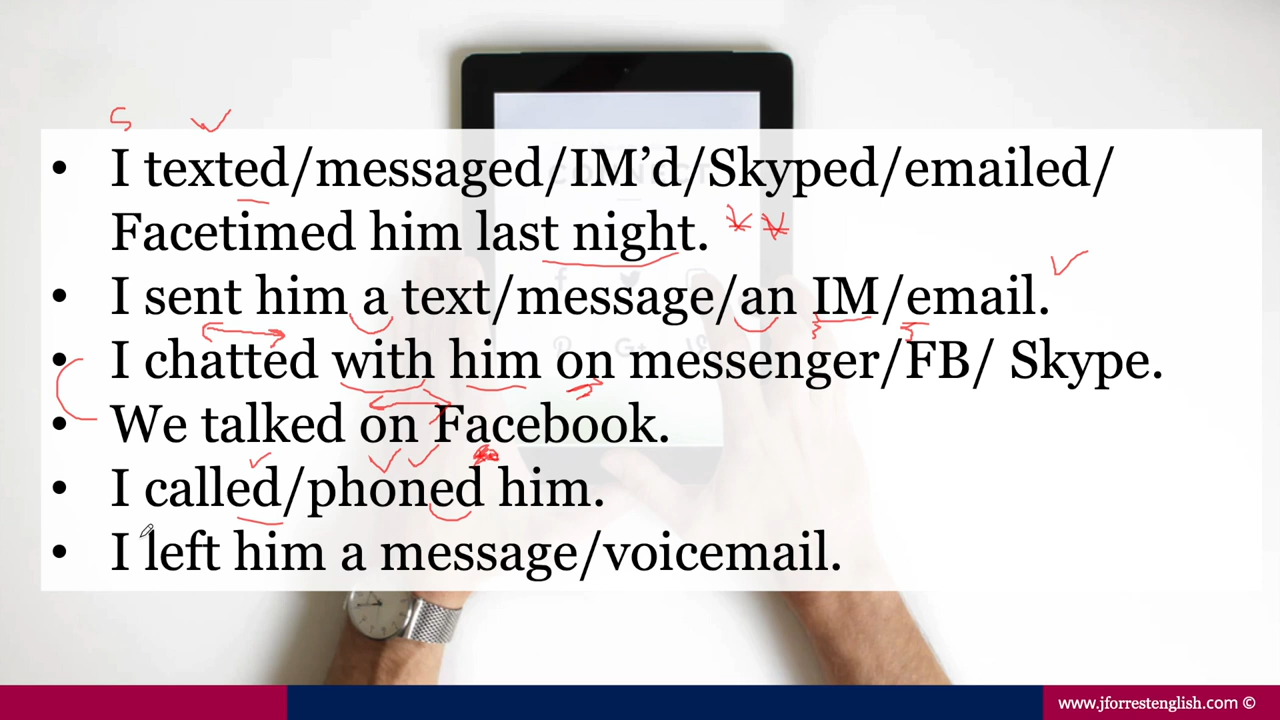 S
• I texted/messaged/IM’d/Skyped/emailed/
Facetimed him last night.
• I sent him a text/message/an IM/email.
• I chatted with him on messenger/FB/ Skype.
• We talked on Facebook.
• I called/phoned him.
• I left him a message/voicemail.
www.jforrestenglish.com ©